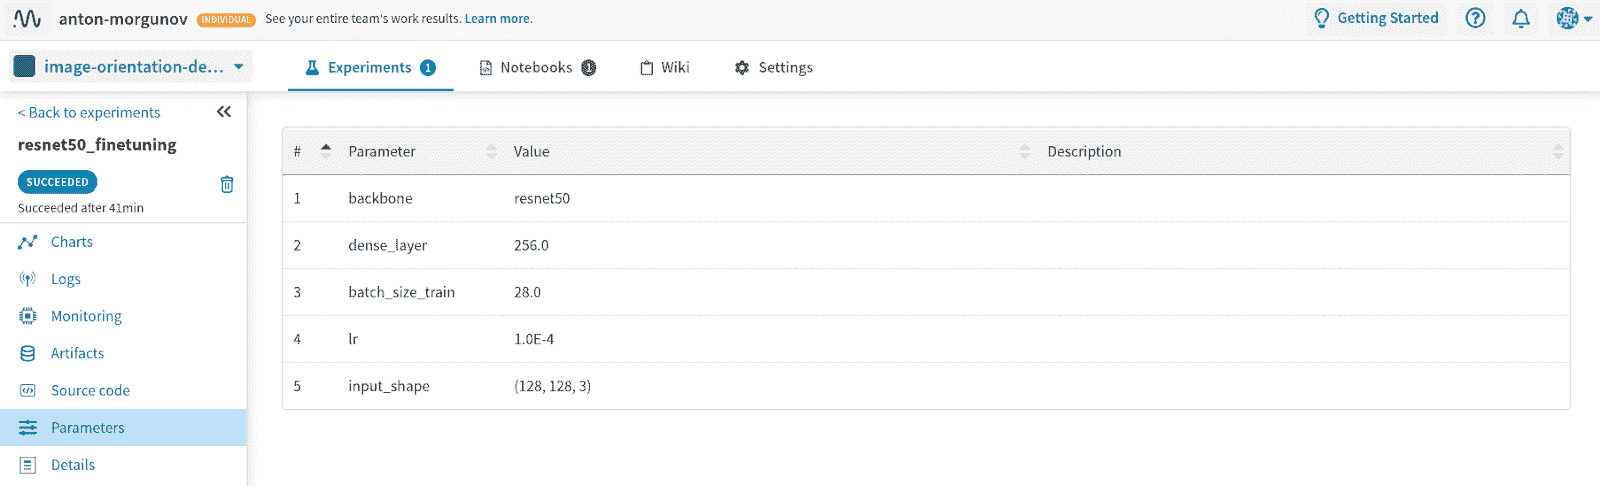 anton-morgunov INDIVIDUAL See your entire team's work results. Learn more. Getting Started
image-orientation-de... Experiments 1 Notebooks 1 Wiki Settings
< Back to experiments
resnet50_finetuning
SUCCEEDED
Succeeded after 41min
Charts
Logs
Monitoring
Artifacts
Source code
Parameters
Details
# Parameter Value Description
1 backbone resnet50
2 dense_layer 256.0
3 batch_size_train 28.0
4 lr 1.0E-4
5 input_shape (128, 128, 3)